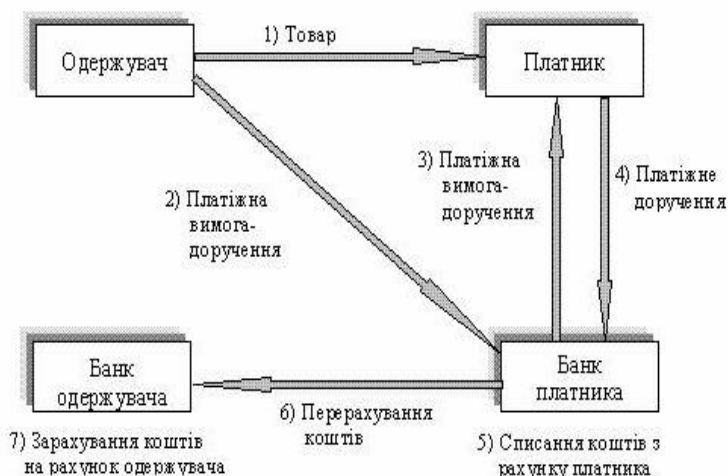 1) Товар
Одержувач
Платник
2) Платіжна
вимога-
доручення
3) Платіжна
вимога-
доручення
4) Платіжне
доручення
Банк
одержувача
Банк
платника
6) Перерахування
коштів
7) Зарахування коштів
на рахунок одержувача
5) Списання коштів з
рахунку платника